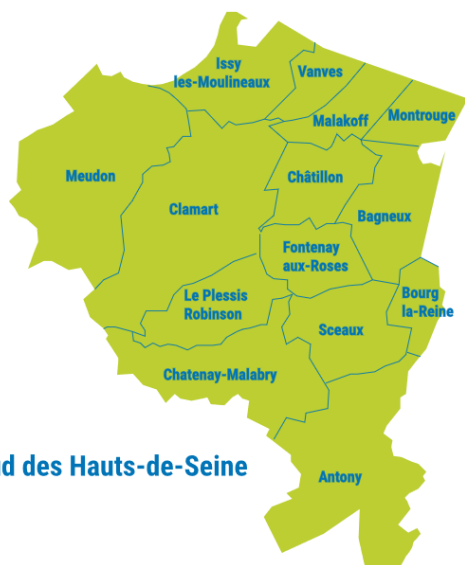 Issy
les-Moulineaux
Vanves
Malakoff
Montrouge
Meudon
Clamart
Châtillon
Bagneux
Fontenay
aux-Roses
Le Plessis
Robinson
Bourg
la-Reine
Sceaux
Chatenay-Malabry
d des Hauts-de-Seine
Antony